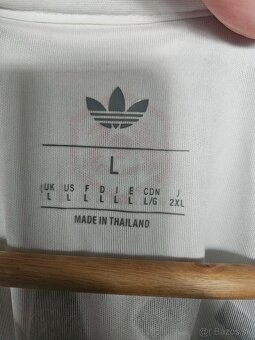 L
UK US F D I E CDN J
L L L L L L L/G 2XL
MADE IN THAILAND